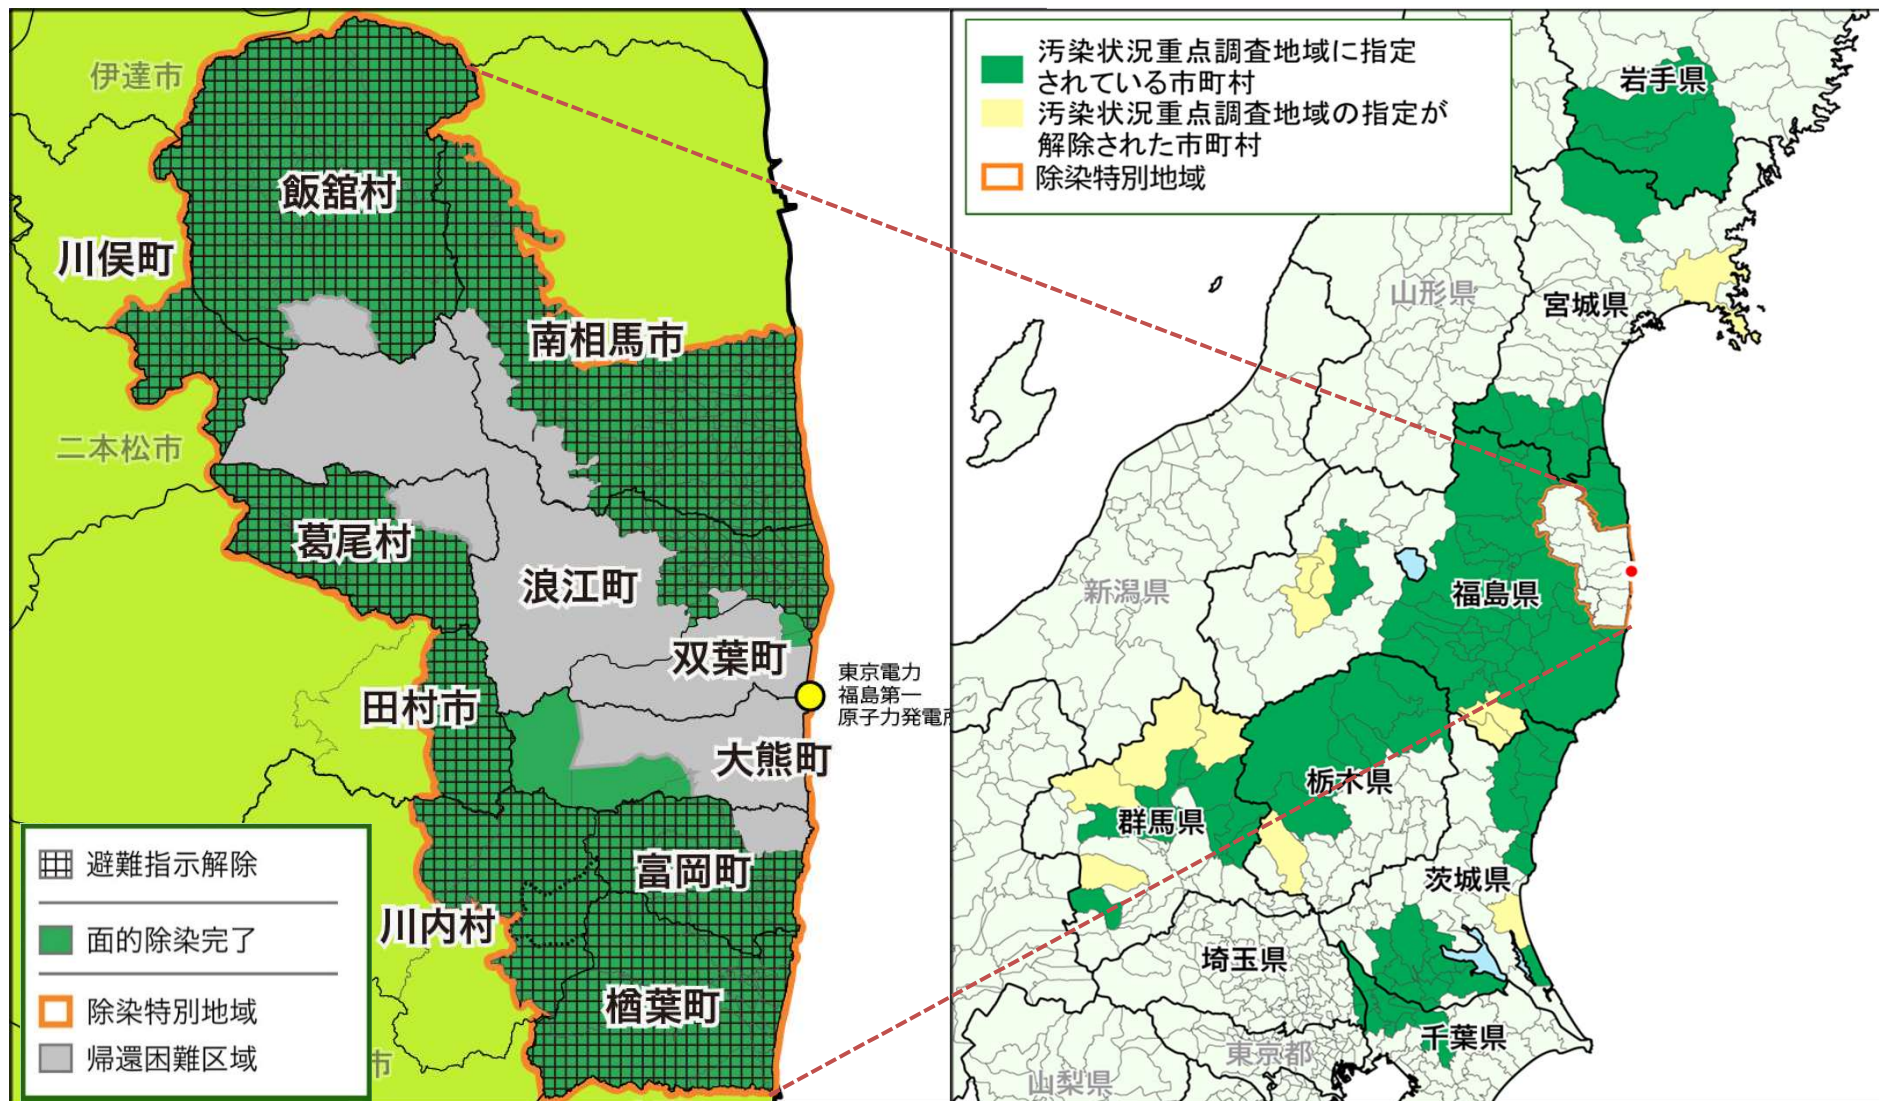 伊達市
飯舘村
川俣町
南相馬市
二本松市
葛尾村
浪江町
双葉町
東京電力
福島第一
原子力発電所
田村市
大熊町
富岡町
川内村
楢葉町
市
避難指示解除
面的除染完了
除染特別地域
帰還困難区域
汚染状況重点調査地域に指定
されている市町村
汚染状況重点調査地域の指定が
解除された市町村
除染特別地域
岩手県
山形県
宮城県
新潟県
福島県
栃木県
群馬県
茨城県
埼玉県
千葉県
東京都
山梨県